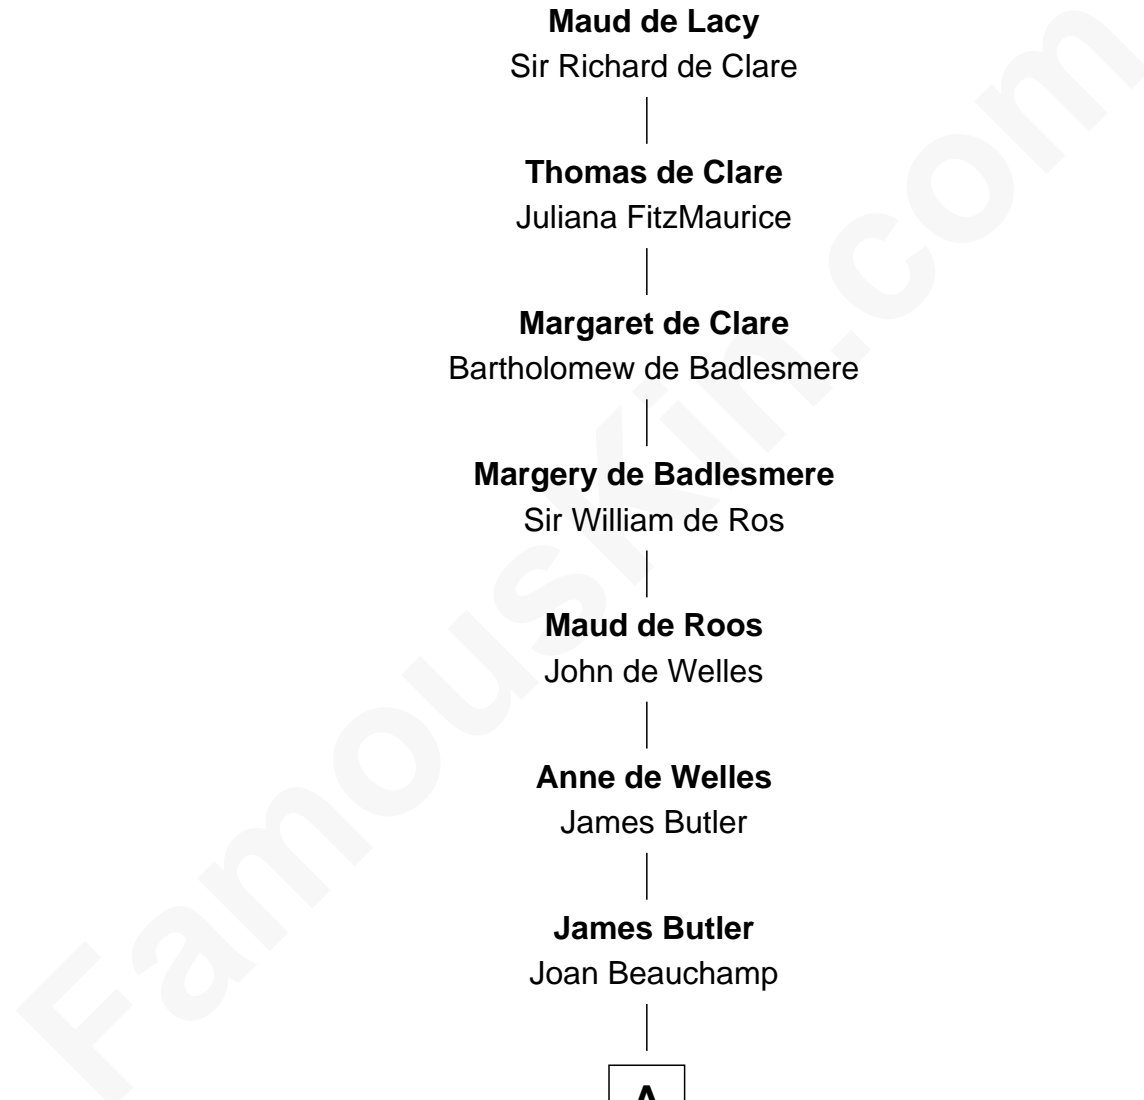 Maud de Lacy
Sir Richard de Clare
Thomas de Clare
Juliana FitzMaurice
Margaret de Clare
Bartholomew de Badlesmere
Margery de Badlesmere
Sir William de Ros
Maud de Roos
John de Welles
Anne de Welles
James Butler
James Butler
Joan Beauchamp
A
FamousKin.com